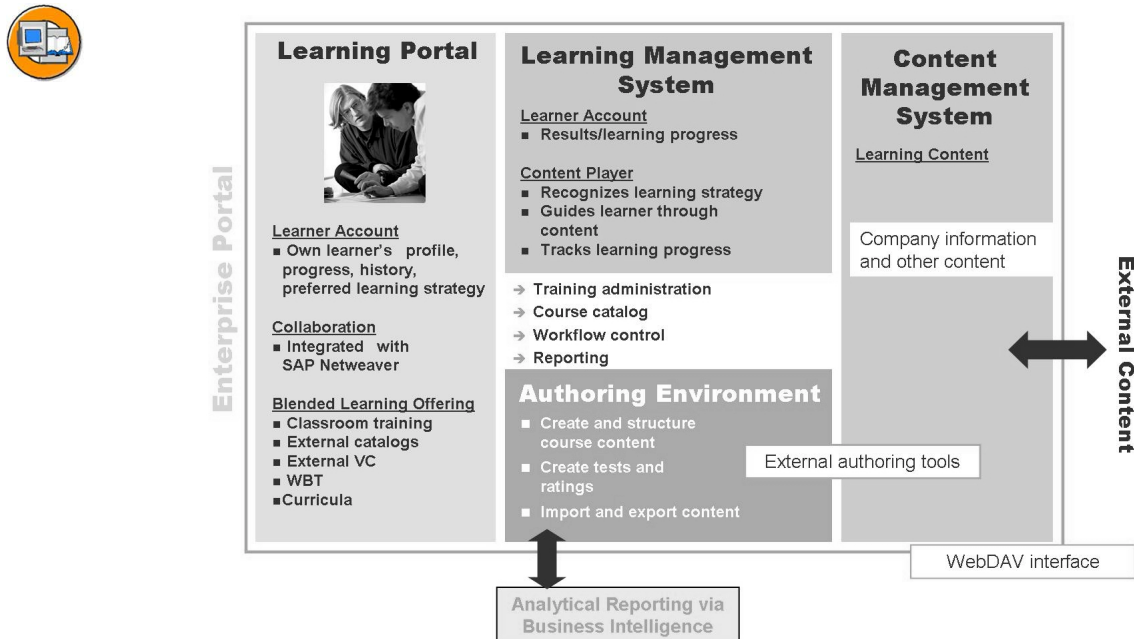 Enterprise Portal
Learning Portal
Learner Account
■ Own learner's profile,
progress, history,
preferred learning strategy
Collaboration
■ Integrated with
SAP Netweaver
Blended Learning Offering
■ Classroom training
■ External catalogs
■ External VC
■ WBT
■Curricula
Learning Management
System
Learner Account
■ Results/learning progress
Content Player
■ Recognizes learning strategy
■ Guides learner through
content
■ Tracks learning progress
→ Training administration
→ Course catalog
→ Workflow control
→ Reporting
Authoring Environment
■ Create and structure
course content
■ Create tests and
ratings
■ Import and export content
External authoring tools
Content
Management
System
Learning Content
Company information
and other content
External Content
WebDAV interface
Analytical Reporting via
Business Intelligence